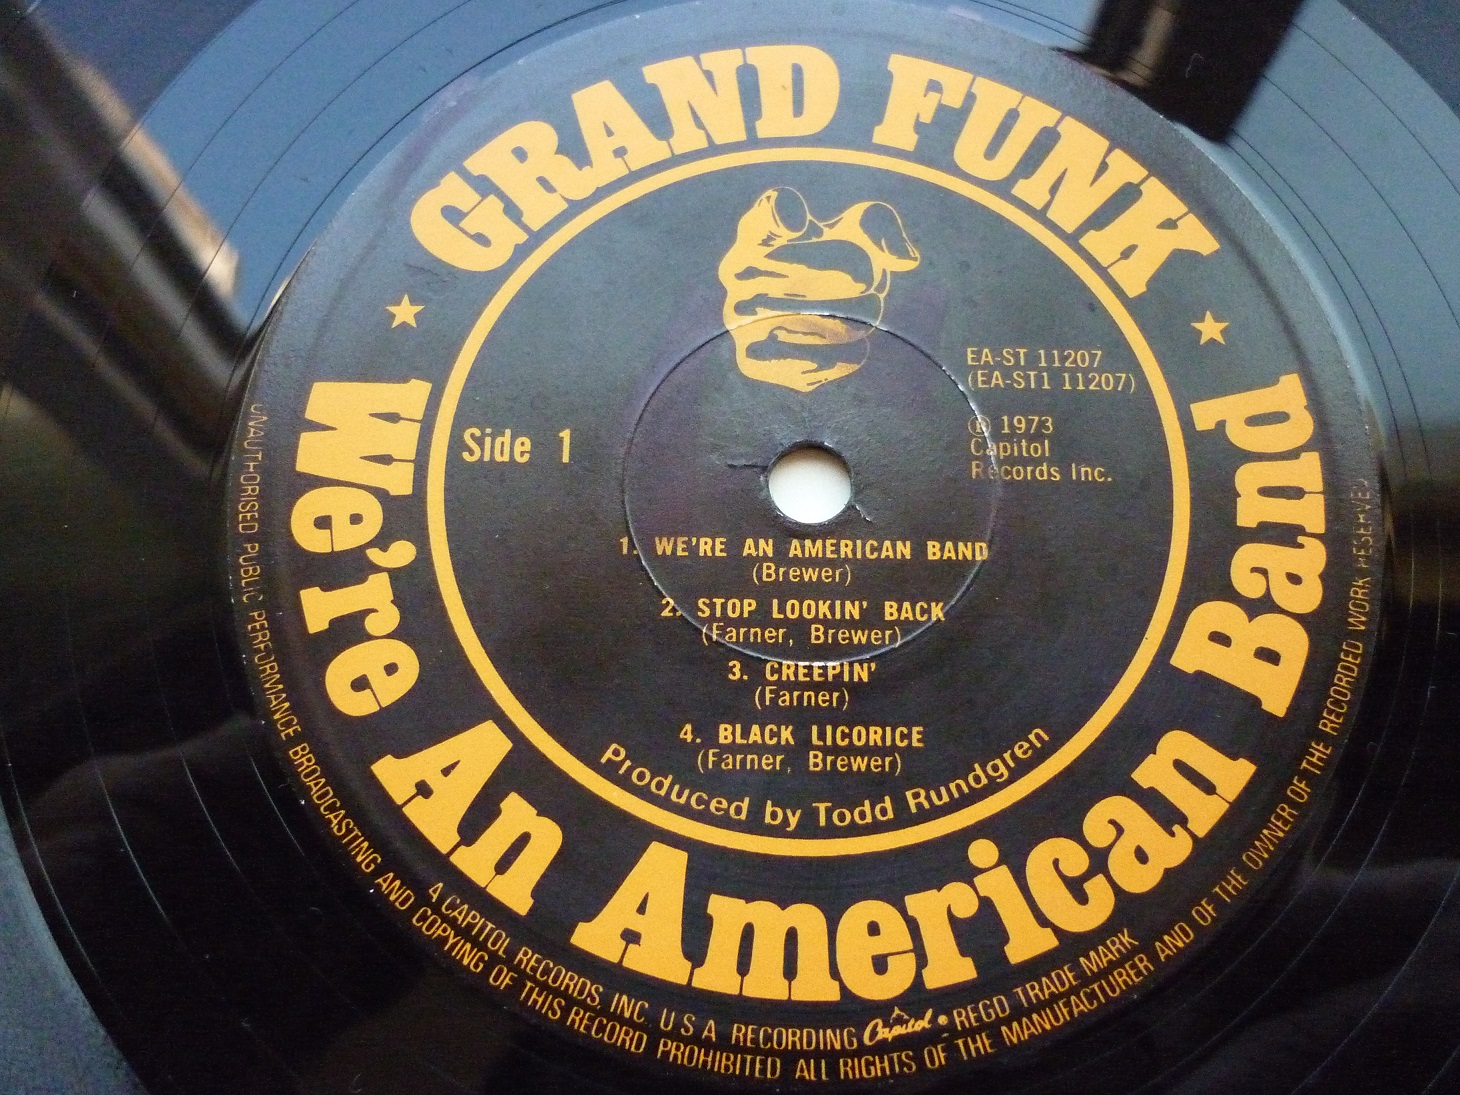 GRAND FUNK
We're An American Band
Side 1
EA-ST 11207
(EA-ST1 11207)
℗ 1973
Capitol
Records Inc.
1. WE'RE AN AMERICAN BAND
(Brewer)
2. STOP LOOKIN' BACK
(Farner, Brewer)
3. CREEPIN'
(Farner)
4. BLACK LICORICE
(Farner, Brewer)
Produced by Todd Rundgren
A CAPITOL RECORDS, INC. U S A RECORDING Capitol ® REGD TRADE MARK
UNAUTHORISED PUBLIC PERFORMANCE BROADCASTING AND COPYING OF THIS RECORD PROHIBITED ALL RIGHTS OF THE MANUFACTURER AND OF THE OWNER OF THE RECORDED WORK RESERVED